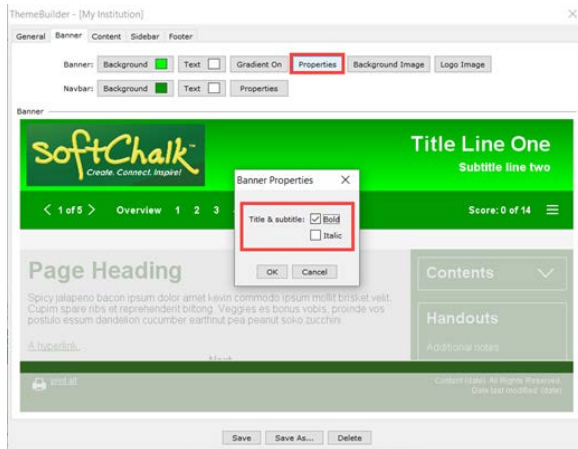 ThemeBuilder - [My Institution]
General Banner Content Sidebar Footer
Banner: Background Text Gradient On Properties Background Image Logo Image
Navbar: Background Text Properties
Banner
SoftChalk™
Create. Connect. Inspire!
Title Line One
Subtitle line two
Banner Properties
< 1 of 5 > Overview 1 2 3
Score: 0 of 14
Title & subtitle: Bold
Italic
OK Cancel
Page Heading
Spicy jalapeno bacon ipsum dolor amet kevin commodo ipsum mollit brisket velit.
Cupim spare ribs et reprehenderit biltong. Veggies es bonus vobis, proinde vos
postulo essum dandelion cucumber earthnut pea peanut soko zucchini
A hyperlink.
Next
Contents
Handouts
Additional notes
print all
Content (date) All Rights Reserved.
Date last modified (date)
Save Save As... Delete